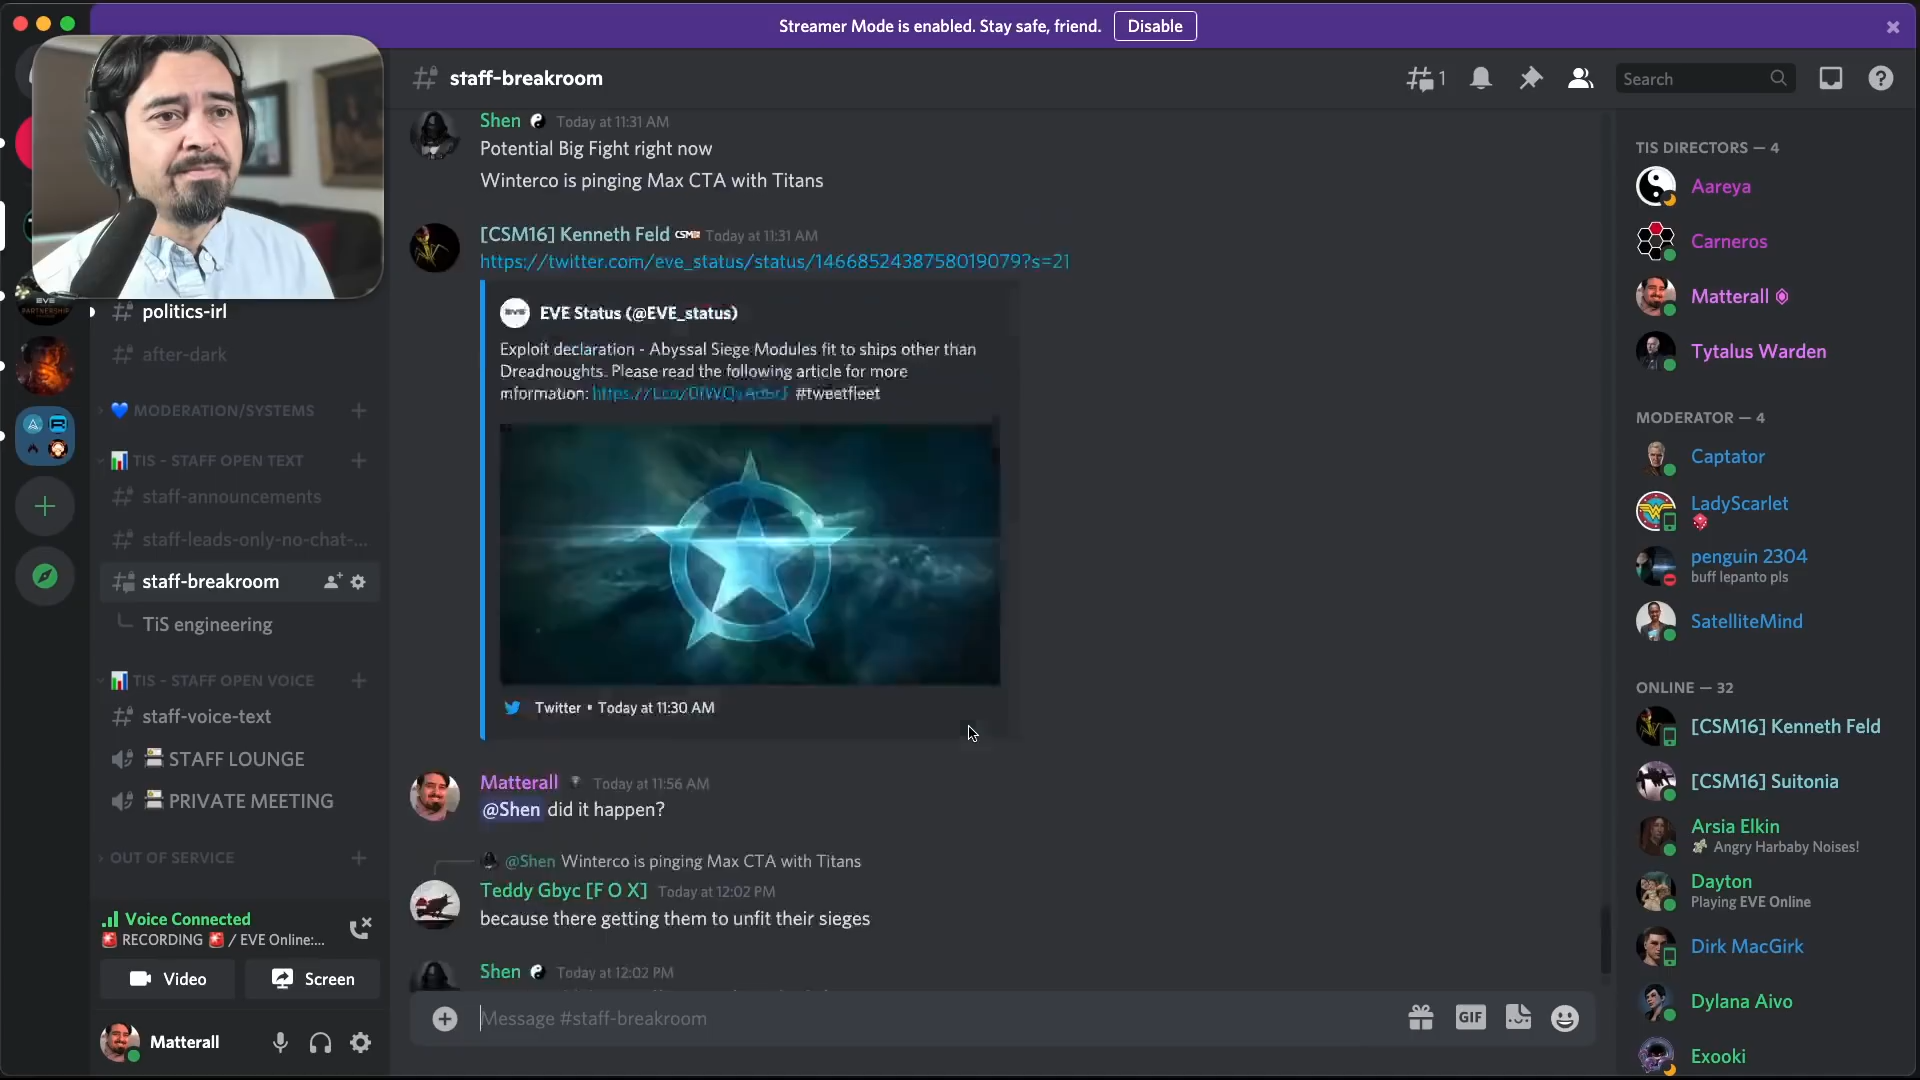 Streamer Mode is enabled. Stay safe, friend.
Disable
staff-breakroom
1
Search
Shen Today at 11:31 AM
Potential Big Fight right now
Winterco is pinging Max CTA with Titans
[CSM16] Kenneth Feld CSM Today at 11:31 AM
https://twitter.com/eve_status/status/1466852438758019079?s=21
EVE Status (@EVE_status)
Exploit declaration - Abyssal Siege Modules fit to ships other than
Dreadnoughts. Please read the following article for more
information: #tweetfleet
Twitter • Today at 11:30 AM
Matterall Today at 11:56 AM
@Shen did it happen?
@Shen Winterco is pinging Max CTA with Titans
Teddy Gbyc [F O X] Today at 12:02 PM
because there getting them to unfit their sieges
Shen Today at 12:02 PM
Message #staff-breakroom
GIF
EVE
PARTNERSHIP
politics-irl
after-dark
MODERATION/SYSTEMS
TIS - STAFF OPEN TEXT
staff-announcements
staff-leads-only-no-chat-...
staff-breakroom
TiS engineering
TIS - STAFF OPEN VOICE
staff-voice-text
STAFF LOUNGE
PRIVATE MEETING
OUT OF SERVICE
Voice Connected
RECORDING / EVE Online:...
Video
Screen
Matterall
TIS DIRECTORS — 4
Aareya
Carneros
Matterall
Tytalus Warden
MODERATOR — 4
Captator
LadyScarlet
penguin 2304
buff lepanto pls
SatelliteMind
ONLINE — 32
[CSM16] Kenneth Feld
[CSM16] Suitonia
Arsia Elkin
Angry Harbaby Noises!
Dayton
Playing EVE Online
Dirk MacGirk
Dylana Aivo
Exooki